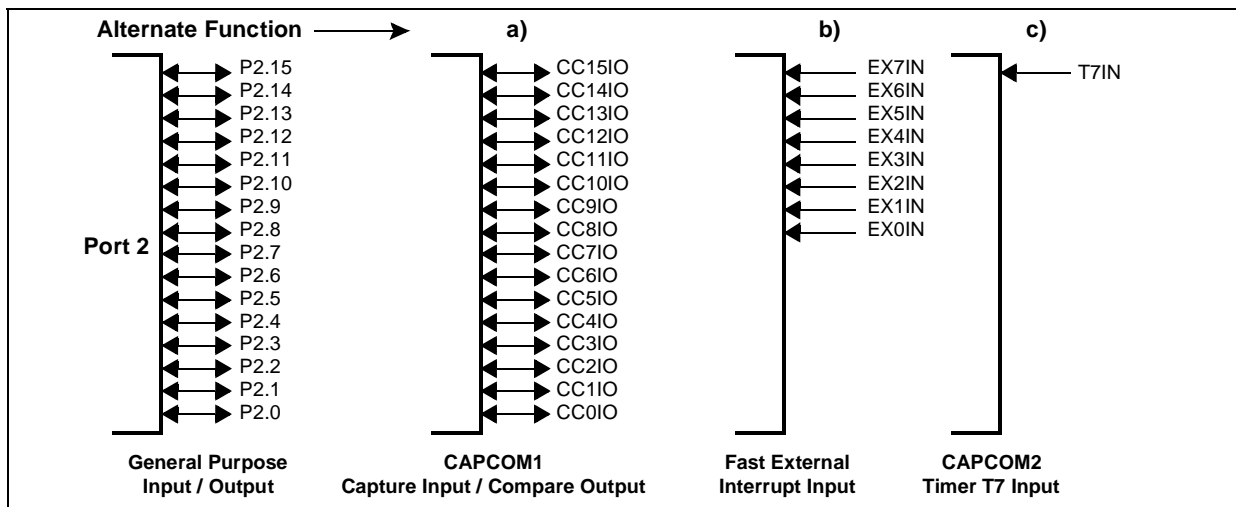 Alternate Function a) b) c)
P2.15 CC15IO EX7IN T7IN
P2.14 CC14IO EX6IN
P2.13 CC13IO EX5IN
P2.12 CC12IO EX4IN
P2.11 CC11IO EX3IN
P2.10 CC10IO EX2IN
P2.9 CC9IO EX1IN
P2.8 CC8IO EX0IN
Port 2
P2.7 CC7IO
P2.6 CC6IO
P2.5 CC5IO
P2.4 CC4IO
P2.3 CC3IO
P2.2 CC2IO
P2.1 CC1IO
P2.0 CC0IO
General Purpose CAPCOM1 Fast External CAPCOM2
Input / Output Capture Input / Compare Output Interrupt Input Timer T7 Input